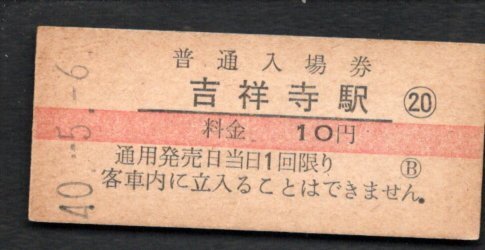 普通入場券
吉祥寺駅 ⑳
料金 10円
通用発売日当日1回限り Ⓑ
客車内に立入ることはできません。
40.-5.-6